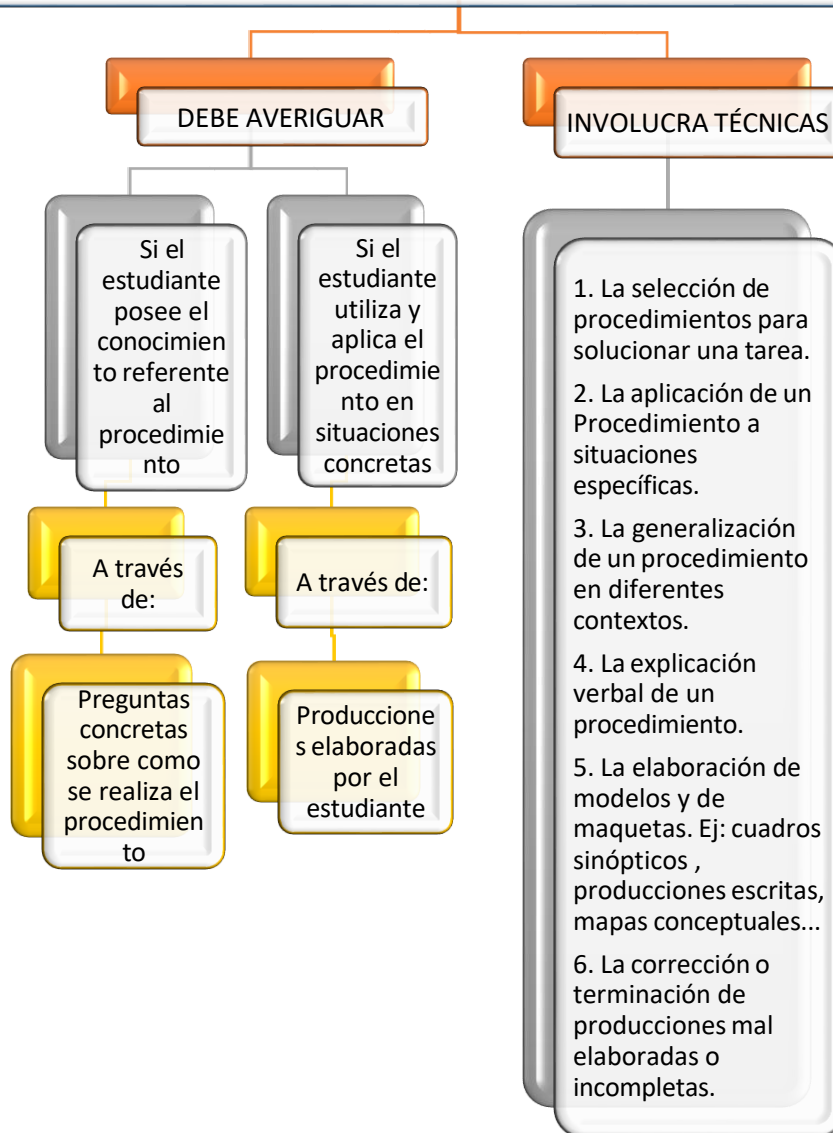 DEBE AVERIGUAR
Si el
estudiante
posee el
conocimien
to referente
al
procedimie
nto
A través
de:
Preguntas
concretas
sobre como
se realiza el
procedimien
to
Si el
estudiante
utiliza y
aplica el
procedimie
nto en
situaciones
concretas
A través de:
Produccione
s elaboradas
por el
estudiante
INVOLUCRA TÉCNICAS
1. La selección de
procedimientos para
solucionar una tarea.
2. La aplicación de un
Procedimiento a
situaciones
específicas.
3. La generalización
de un procedimiento
en diferentes
contextos.
4. La explicación
verbal de un
procedimiento.
5. La elaboración de
modelos y de
maquetas. Ej: cuadros
sinópticos ,
producciones escritas,
mapas conceptuales...
6. La corrección o
terminación de
producciones mal
elaboradas o
incompletas.